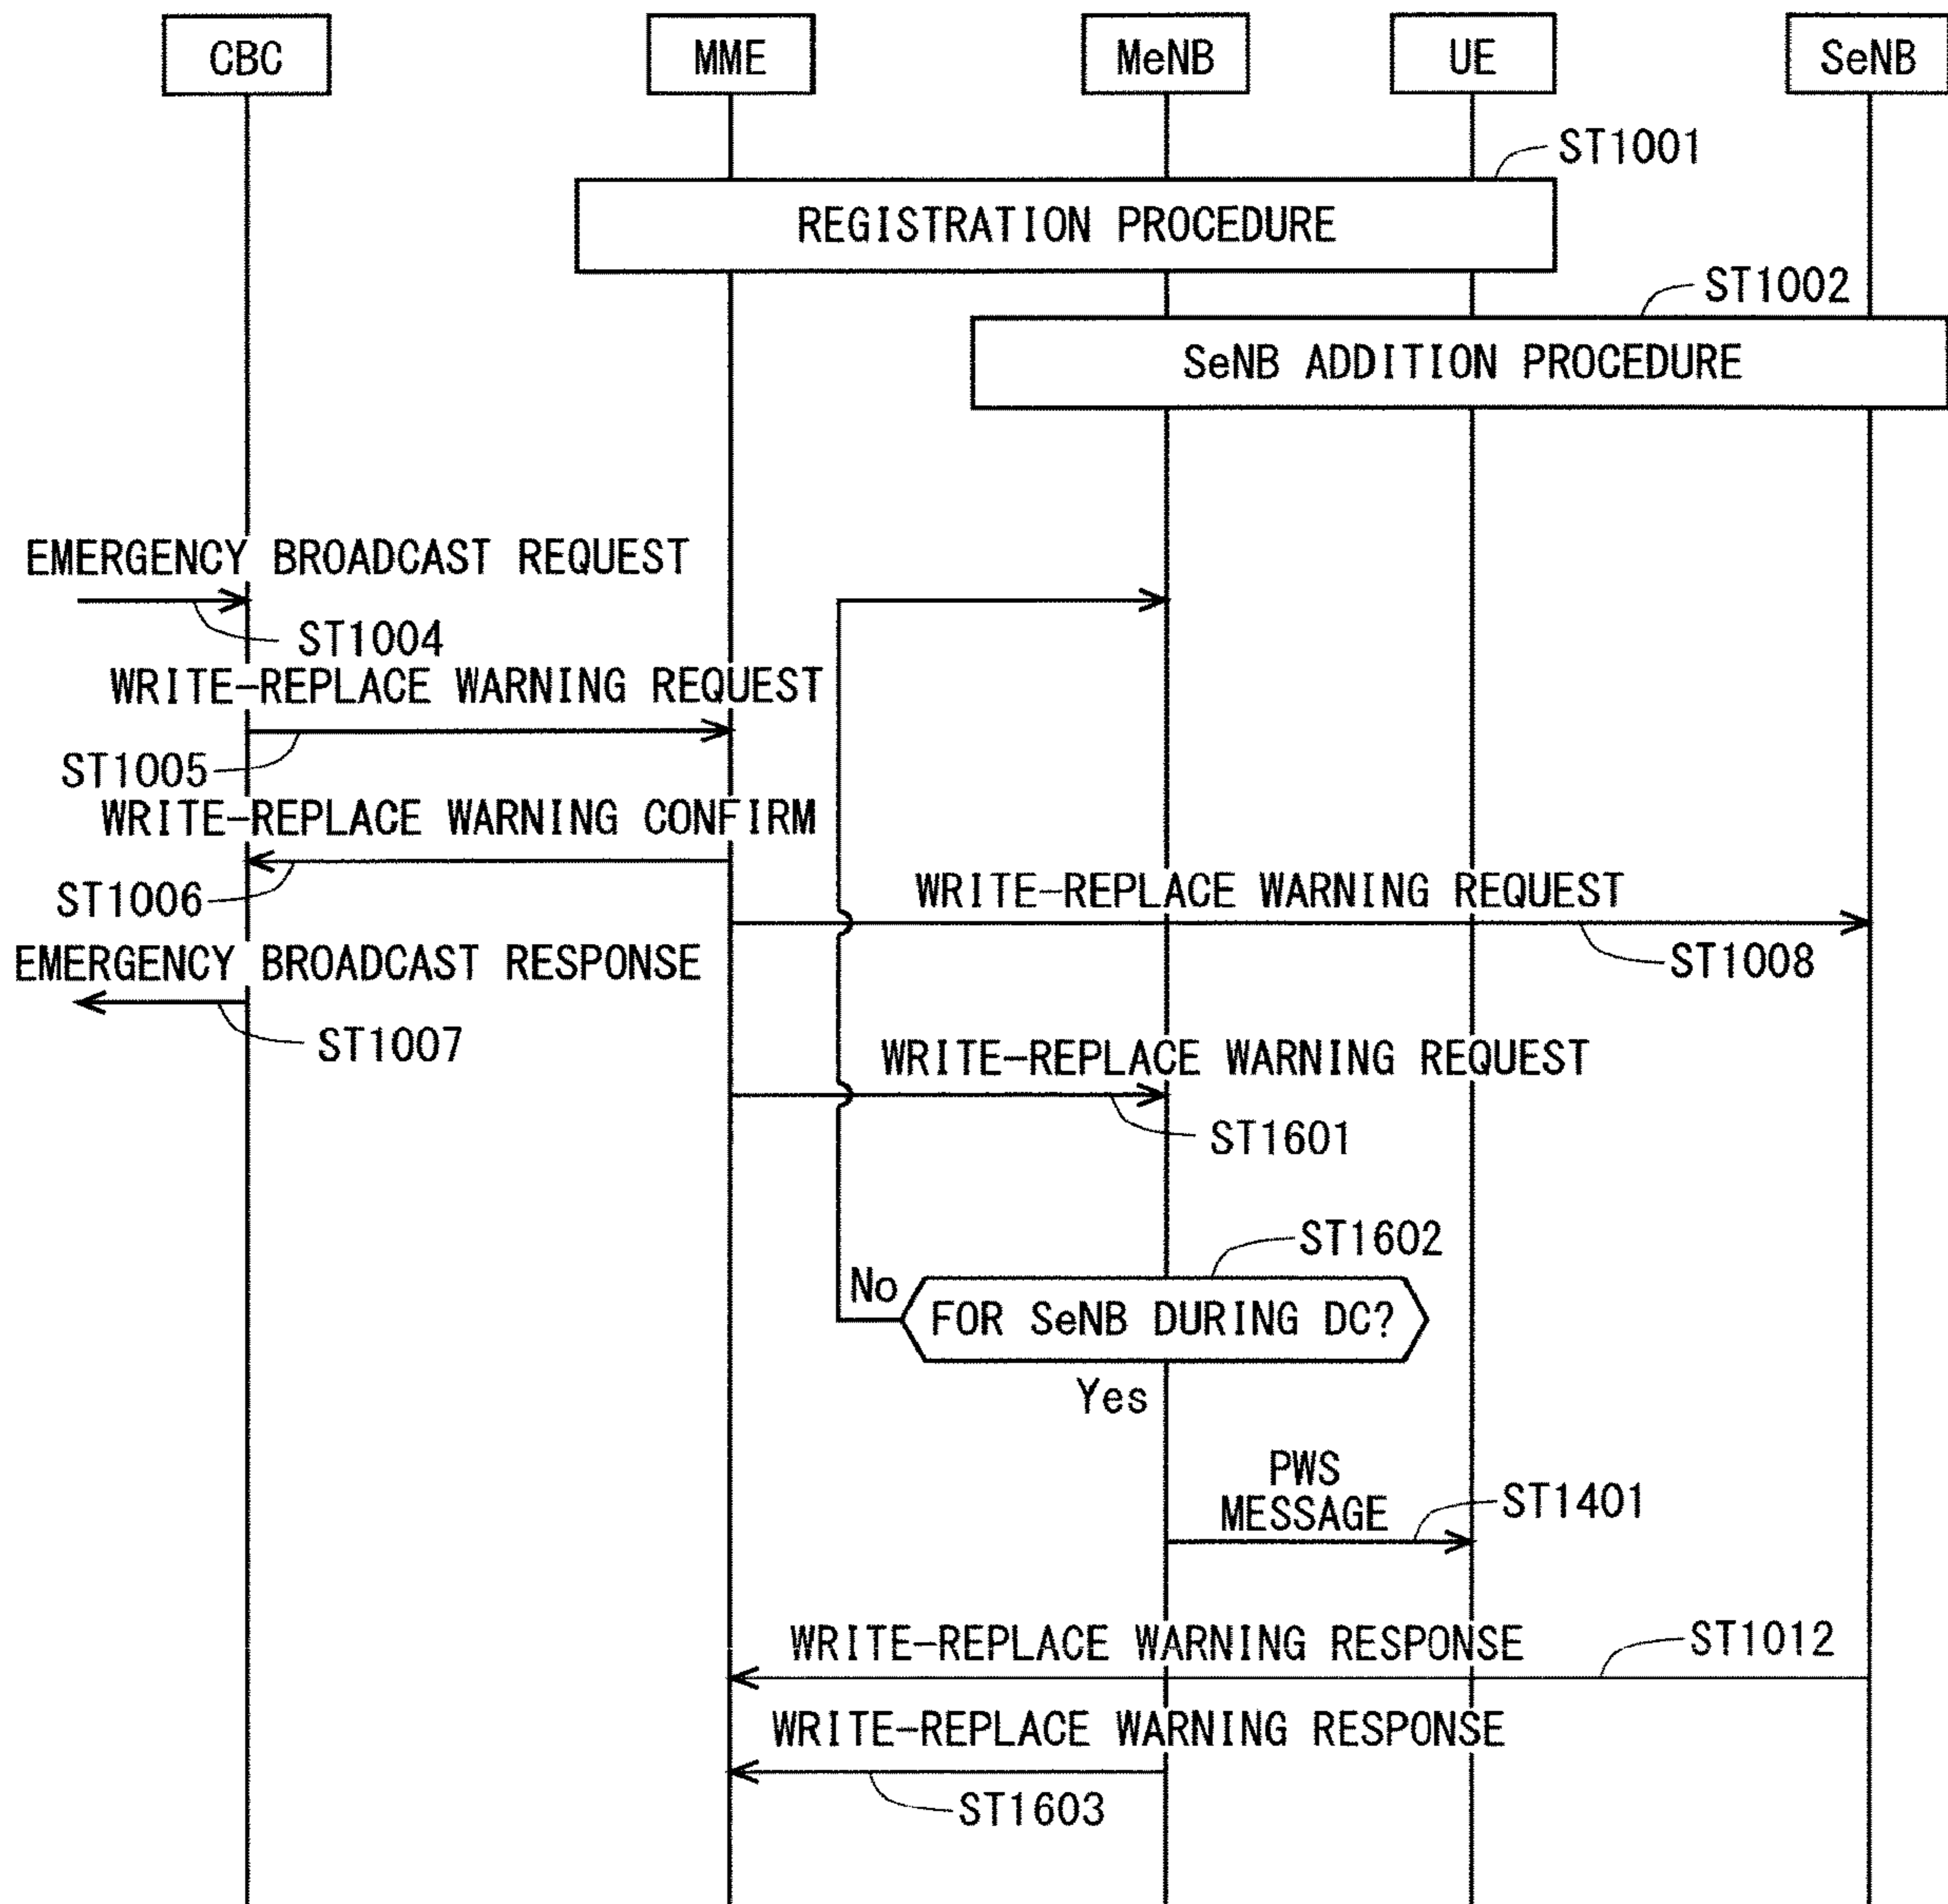 CBC
MME
MeNB
UE
SeNB
ST1001
REGISTRATION PROCEDURE
ST1002
SeNB ADDITION PROCEDURE
EMERGENCY BROADCAST REQUEST
ST1004
WRITE-REPLACE WARNING REQUEST
ST1005
WRITE-REPLACE WARNING CONFIRM
ST1006
WRITE-REPLACE WARNING REQUEST
ST1008
EMERGENCY BROADCAST RESPONSE
ST1007
WRITE-REPLACE WARNING REQUEST
ST1601
ST1602
No
FOR SeNB DURING DC?
Yes
PWS
MESSAGE
ST1401
WRITE-REPLACE WARNING RESPONSE
ST1012
WRITE-REPLACE WARNING RESPONSE
ST1603